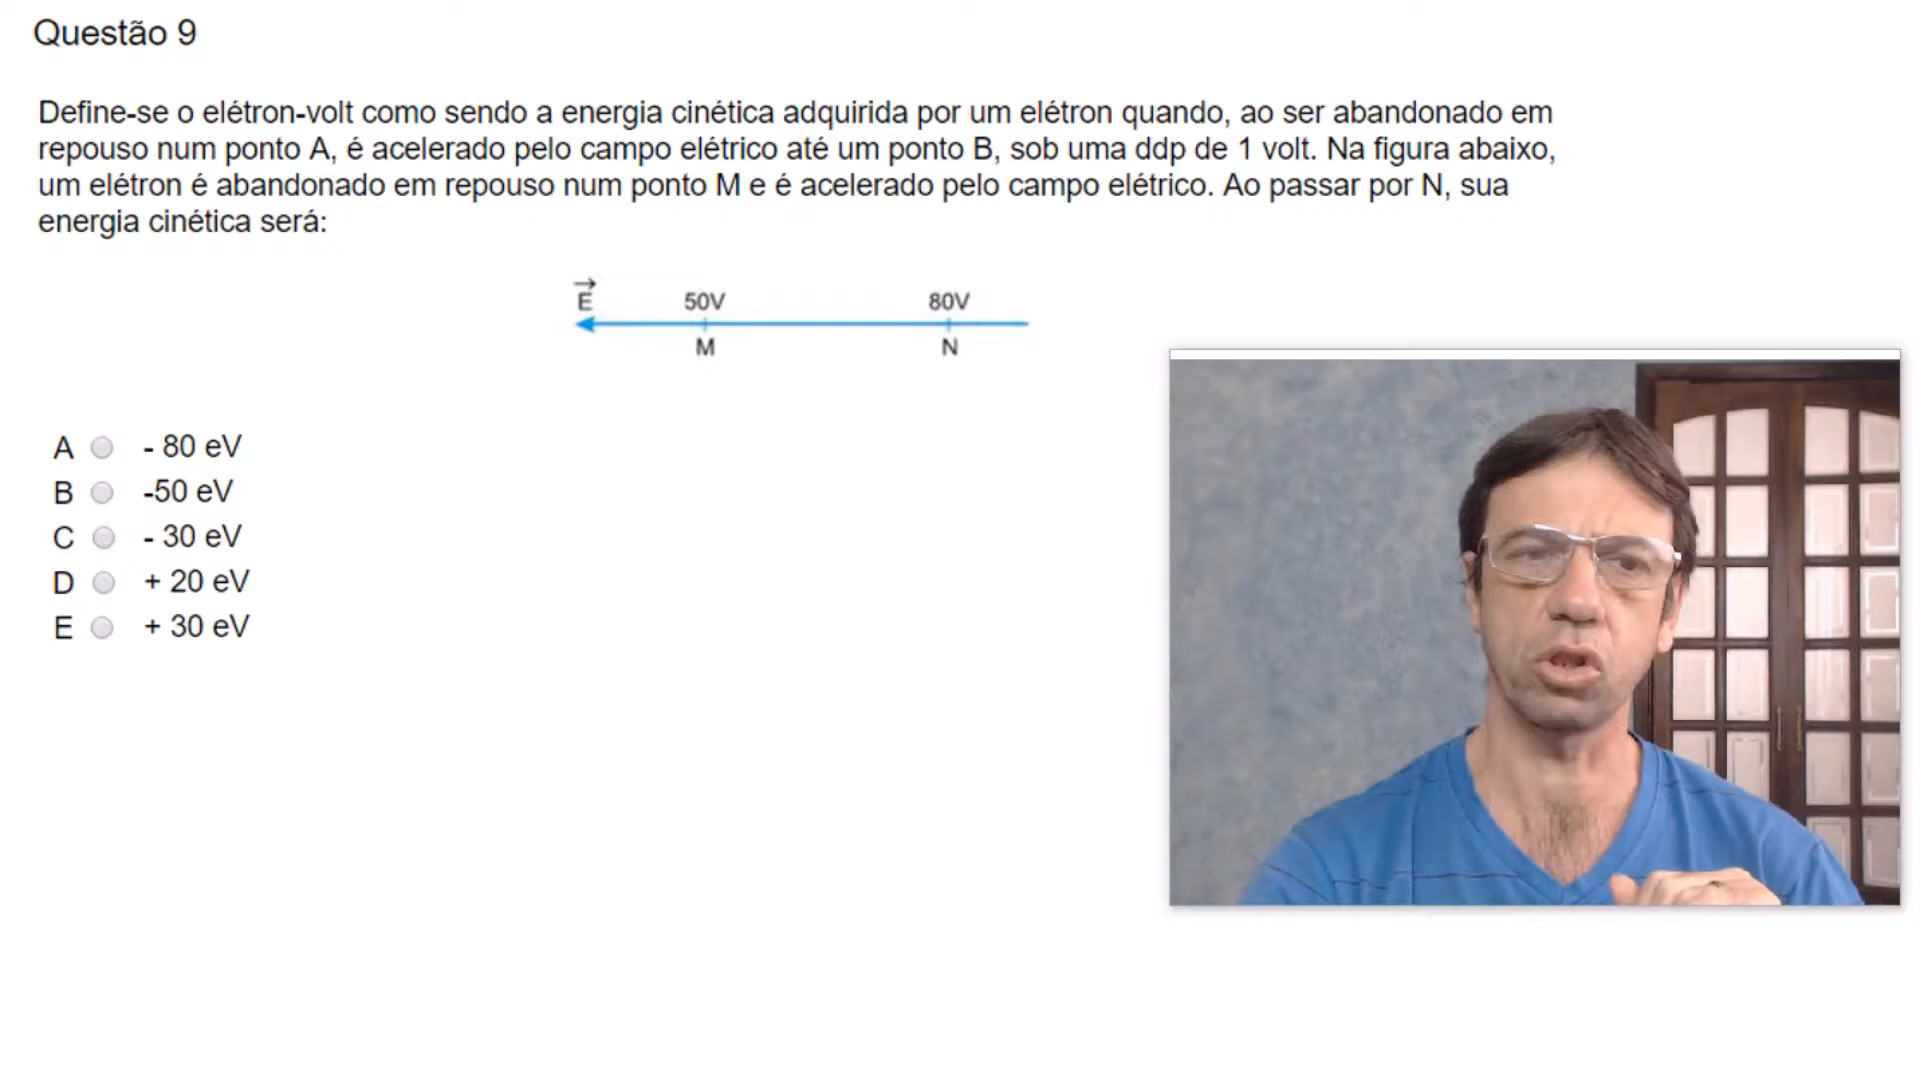 Questão 9
Define-se o elétron-volt como sendo a energia cinética adquirida por um elétron quando, ao ser abandonado em
repouso num ponto A, é acelerado pelo campo elétrico até um ponto B, sob uma ddp de 1 volt. Na figura abaixo,
um elétron é abandonado em repouso num ponto M e é acelerado pelo campo elétrico. Ao passar por N, sua
energia cinética será:
E 50V 80V
M N
A - 80 eV
B -50 eV
C - 30 eV
D + 20 eV
E + 30 eV